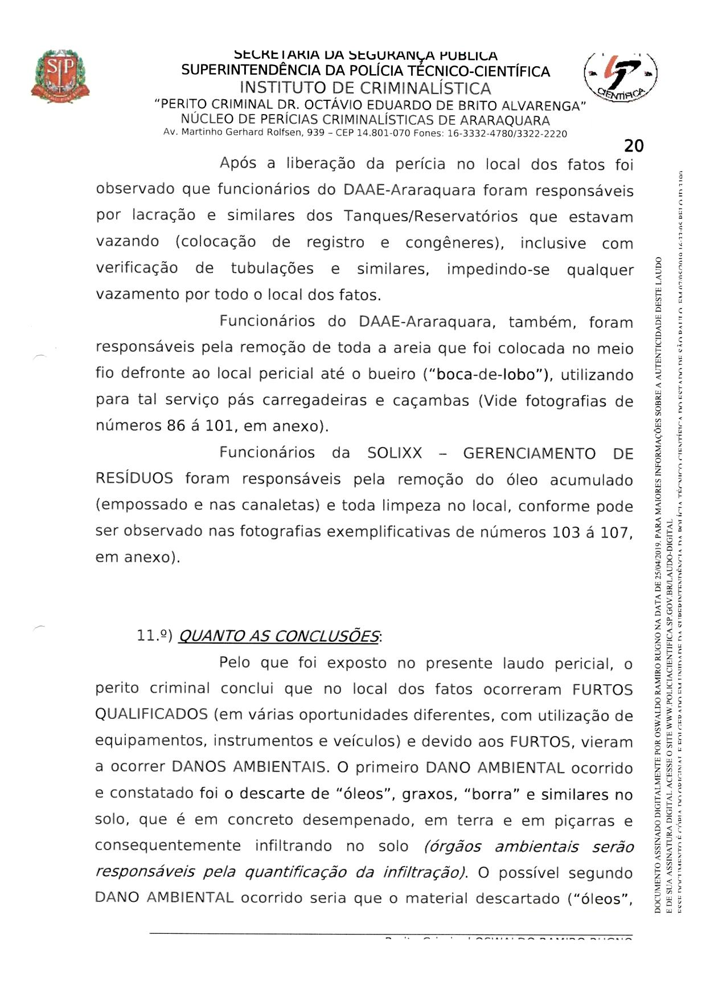 SECRETARIA DA SEGURANÇA PÚBLICA
SUPERINTENDÊNCIA DA POLÍCIA TÉCNICO-CIENTÍFICA
INSTITUTO DE CRIMINALÍSTICA
“PERITO CRIMINAL DR. OCTÁVIO EDUARDO DE BRITO ALVARENGA”
NÚCLEO DE PERÍCIAS CRIMINALÍSTICAS DE ARARAQUARA
Av. Martinho Gerhard Rolfsen, 939 – CEP 14.801-070 Fones: 16-3332-4780/3322-2220
SP
CIENTÍFICA
20
Após a liberação da perícia no local dos fatos foi
observado que funcionários do DAAE-Araraquara foram responsáveis
por lacração e similares dos Tanques/Reservatórios que estavam
vazando (colocação de registro e congêneres), inclusive com
verificação de tubulações e similares, impedindo-se qualquer
vazamento por todo o local dos fatos.
Funcionários do DAAE-Araraquara, também, foram
responsáveis pela remoção de toda a areia que foi colocada no meio
fio defronte ao local pericial até o bueiro (“boca-de-lobo”), utilizando
para tal serviço pás carregadeiras e caçambas (Vide fotografias de
números 86 á 101, em anexo).
Funcionários da SOLIXX – GERENCIAMENTO DE
RESÍDUOS foram responsáveis pela remoção do óleo acumulado
(empossado e nas canaletas) e toda limpeza no local, conforme pode
ser observado nas fotografias exemplificativas de números 103 á 107,
em anexo).
11.º) QUANTO AS CONCLUSÕES:
Pelo que foi exposto no presente laudo pericial, o
perito criminal conclui que no local dos fatos ocorreram FURTOS
QUALIFICADOS (em várias oportunidades diferentes, com utilização de
equipamentos, instrumentos e veículos) e devido aos FURTOS, vieram
a ocorrer DANOS AMBIENTAIS. O primeiro DANO AMBIENTAL ocorrido
e constatado foi o descarte de “óleos”, graxos, “borra” e similares no
solo, que é em concreto desempenado, em terra e em piçarras e
consequentemente infiltrando no solo (órgãos ambientais serão
responsáveis pela quantificação da infiltração). O possível segundo
DANO AMBIENTAL ocorrido seria que o material descartado (“óleos”,
Perito Criminal OSWALDO RAMIRO RUGNO
DOCUMENTO ASSINADO DIGITALMENTE POR OSWALDO RAMIRO RUGNO NA DATA DE 25/04/2019. PARA MAIORES INFORMAÇÕES SOBRE A AUTENTICIDADE DESTE LAUDO
E DE SUA ASSINATURA DIGITAL ACESSE O SITE WWW.POLICIACIENTIFICA.SP.GOV.BR/LAUDO-DIGITAL
ESSE DOCUMENTO É CÓPIA DO ORIGINAL E FOI GERADO EM UNIDADE DA SUPERINTENDÊNCIA DA POLÍCIA TÉCNICO CIENTÍFICA DO ESTADO DE SÃO PAULO, EM 07/05/2019 16:33:05 PELO ID